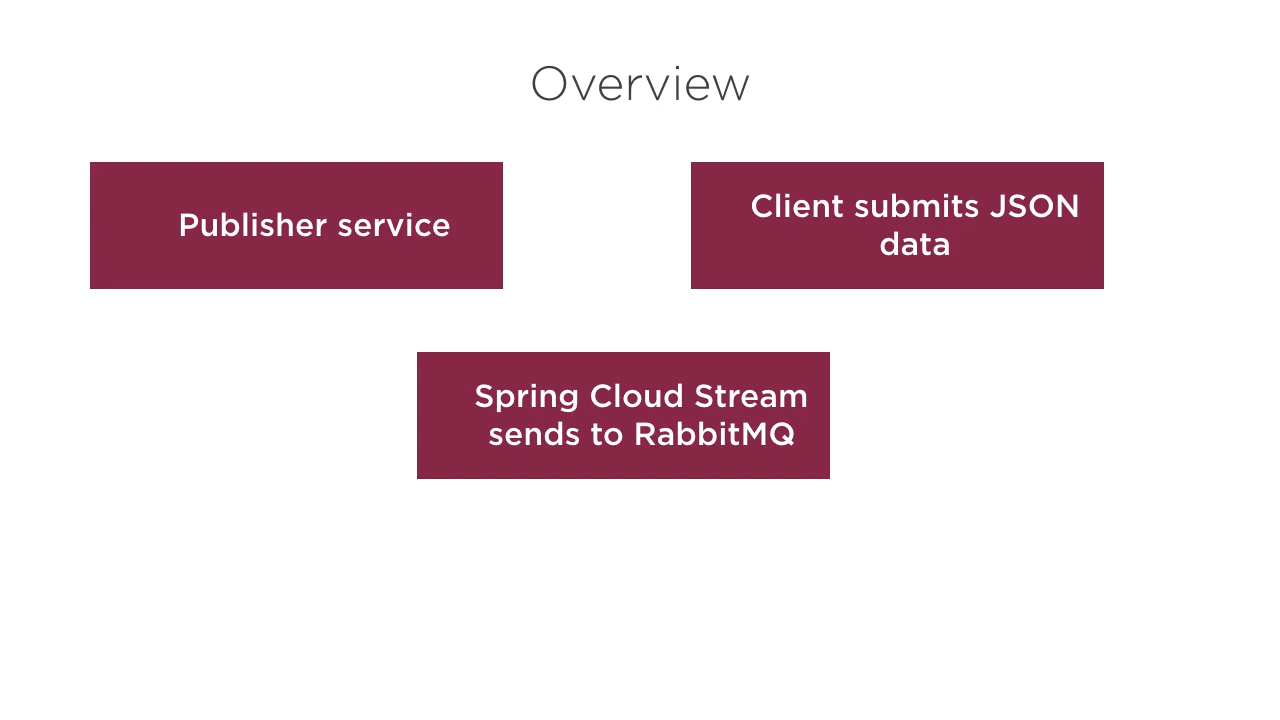 Overview
Publisher service
Client submits JSON
data
Spring Cloud Stream
sends to RabbitMQ